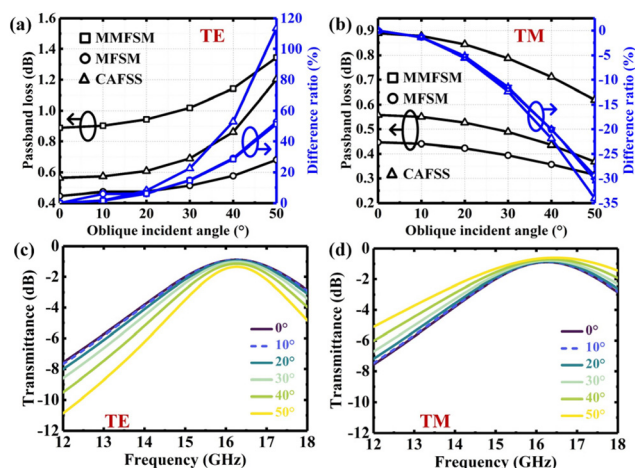 (a)
TE
MMFSM
MFSM
CAFSS
Passband loss (dB)
1.6
1.4
1.2
1.0
0.8
0.6
0.4
Difference ratio (%)
120
100
80
60
40
20
0
0 10 20 30 40 50
Oblique incident angle (°)
(b)
TM
MMFSM
MFSM
CAFSS
Passband loss (dB)
0.9
0.8
0.7
0.6
0.5
0.4
0.3
0.2
Difference ratio (%)
0
-5
-10
-15
-20
-25
-30
-35
0 10 20 30 40 50
Oblique incident angle (°)
(c)
Transmittance (dB)
0
-2
-4
-6
-8
-10
-12
0°
10°
20°
30°
40°
50°
TE
12 13 14 15 16 17 18
Frequency (GHz)
(d)
Transmittance (dB)
0
-2
-4
-6
-8
-10
-12
0°
10°
20°
30°
40°
50°
TM
12 13 14 15 16 17 18
Frequency (GHz)